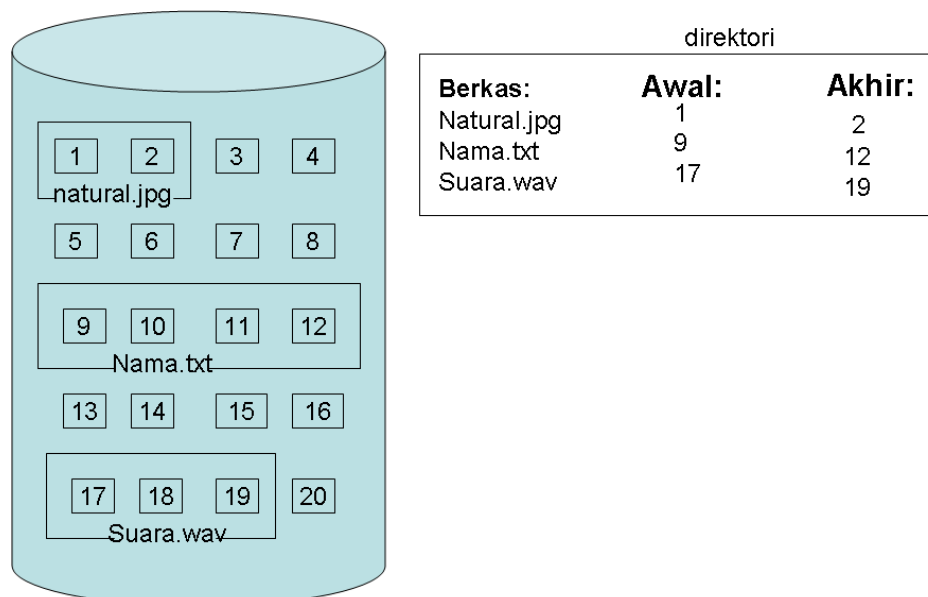 1 2 3 4
natural.jpg
5 6 7 8
9 10 11 12
Nama.txt
13 14 15 16
17 18 19 20
Suara.wav
direktori
Berkas: Awal: Akhir:
Natural.jpg 1 2
Nama.txt 9 12
Suara.wav 17 19